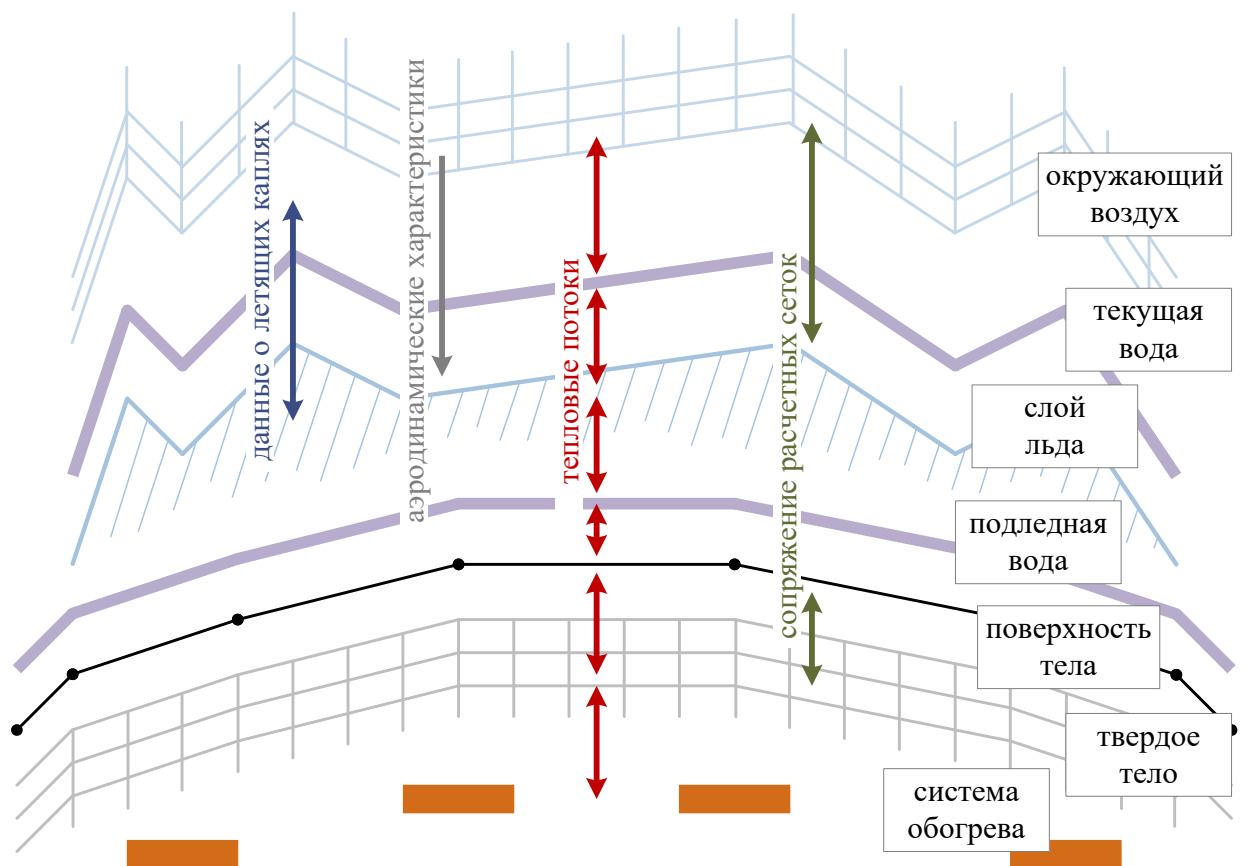 данные о летящих каплях
аэродинамические характеристики
тепловые потоки
сопряжение расчетных сеток
окружающий
воздух
текущая
вода
слой
льда
подледная
вода
поверхность
тела
твердое
тело
система
обогрева